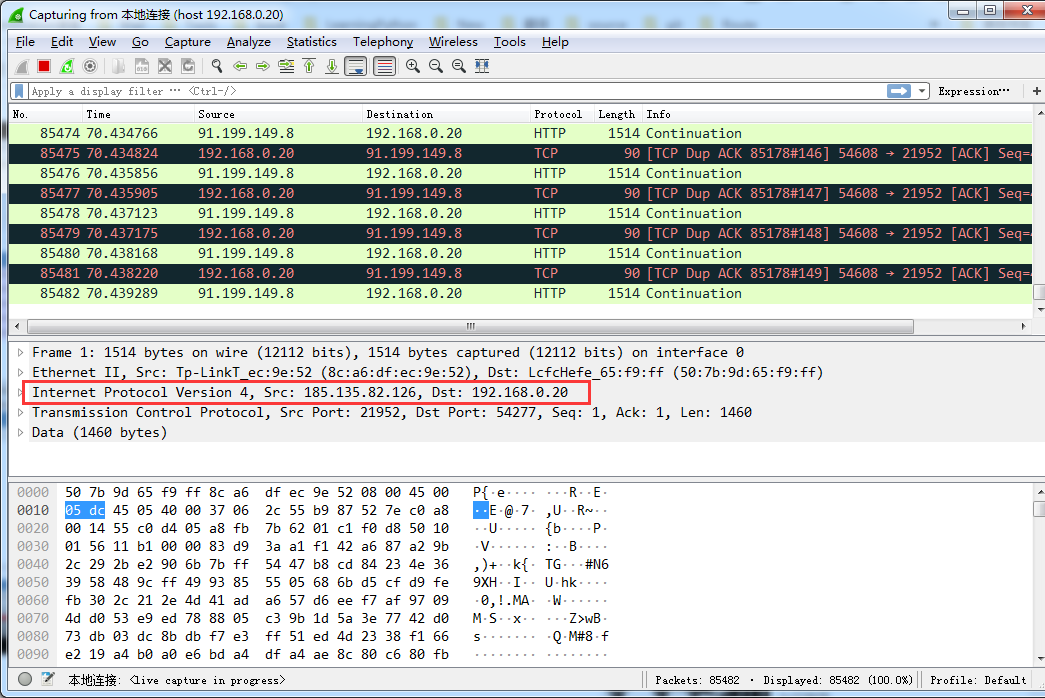 Capturing from 本地连接 (host 192.168.0.20)
File Edit View Go Capture Analyze Statistics Telephony Wireless Tools Help
Apply a display filter ··· <Ctrl-/> Expression··· +
No. Time Source Destination Protocol Length Info
85474 70.434766 91.199.149.8 192.168.0.20 HTTP 1514 Continuation
85475 70.434824 192.168.0.20 91.199.149.8 TCP 90 [TCP Dup ACK 85178#146] 54608 → 21952 [ACK] Seq=
85476 70.435856 91.199.149.8 192.168.0.20 HTTP 1514 Continuation
85477 70.435905 192.168.0.20 91.199.149.8 TCP 90 [TCP Dup ACK 85178#147] 54608 → 21952 [ACK] Seq=
85478 70.437123 91.199.149.8 192.168.0.20 HTTP 1514 Continuation
85479 70.437175 192.168.0.20 91.199.149.8 TCP 90 [TCP Dup ACK 85178#148] 54608 → 21952 [ACK] Seq=
85480 70.438168 91.199.149.8 192.168.0.20 HTTP 1514 Continuation
85481 70.438220 192.168.0.20 91.199.149.8 TCP 90 [TCP Dup ACK 85178#149] 54608 → 21952 [ACK] Seq=
85482 70.439289 91.199.149.8 192.168.0.20 HTTP 1514 Continuation
Frame 1: 1514 bytes on wire (12112 bits), 1514 bytes captured (12112 bits) on interface 0
Ethernet II, Src: Tp-LinkT_ec:9e:52 (8c:a6:df:ec:9e:52), Dst: LcfcHefe_65:f9:ff (50:7b:9d:65:f9:ff)
Internet Protocol Version 4, Src: 185.135.82.126, Dst: 192.168.0.20
Transmission Control Protocol, Src Port: 21952, Dst Port: 54277, Seq: 1, Ack: 1, Len: 1460
Data (1460 bytes)
0000 50 7b 9d 65 f9 ff 8c a6 df ec 9e 52 08 00 45 00 P{·e···· ···R··E·
0010 05 dc 45 05 40 00 37 06 2c 55 b9 87 52 7e c0 a8 ··E·@·7· ,U··R~··
0020 00 14 55 c0 d4 05 a8 fb 7b 62 01 c1 f0 d8 50 10 ··U····· {b····P·
0030 01 56 11 b1 00 00 83 d9 3a a1 f1 42 a6 87 a2 9b ·V······ :··B····
0040 2c 29 2b e2 90 6b 7b ff 54 47 b8 cd 84 23 4e 36 ,)+··k{· TG···#N6
0050 39 58 48 9c ff 49 93 85 55 05 68 6b d5 cf d9 fe 9XH··I·· U·hk····
0060 fb 30 2c 21 2e 4d 41 ad a6 57 d6 ee f7 af 97 09 ·0,!.MA· ·W······
0070 4d d0 53 e9 ed 78 88 05 c3 9b 1d 5a 3e 77 42 d0 M·S··x·· ···Z>wB·
0080 73 db 03 dc 8b db f7 e3 ff 51 ed 4d 23 38 f1 66 s······· ·Q·M#8·f
0090 e2 19 a4 b0 a0 e6 bd a4 df a4 ae 8c 80 c6 80 fb ········ ········
本地连接: <live capture in progress> Packets: 85482 · Displayed: 85482 (100.0%) Profile: Default